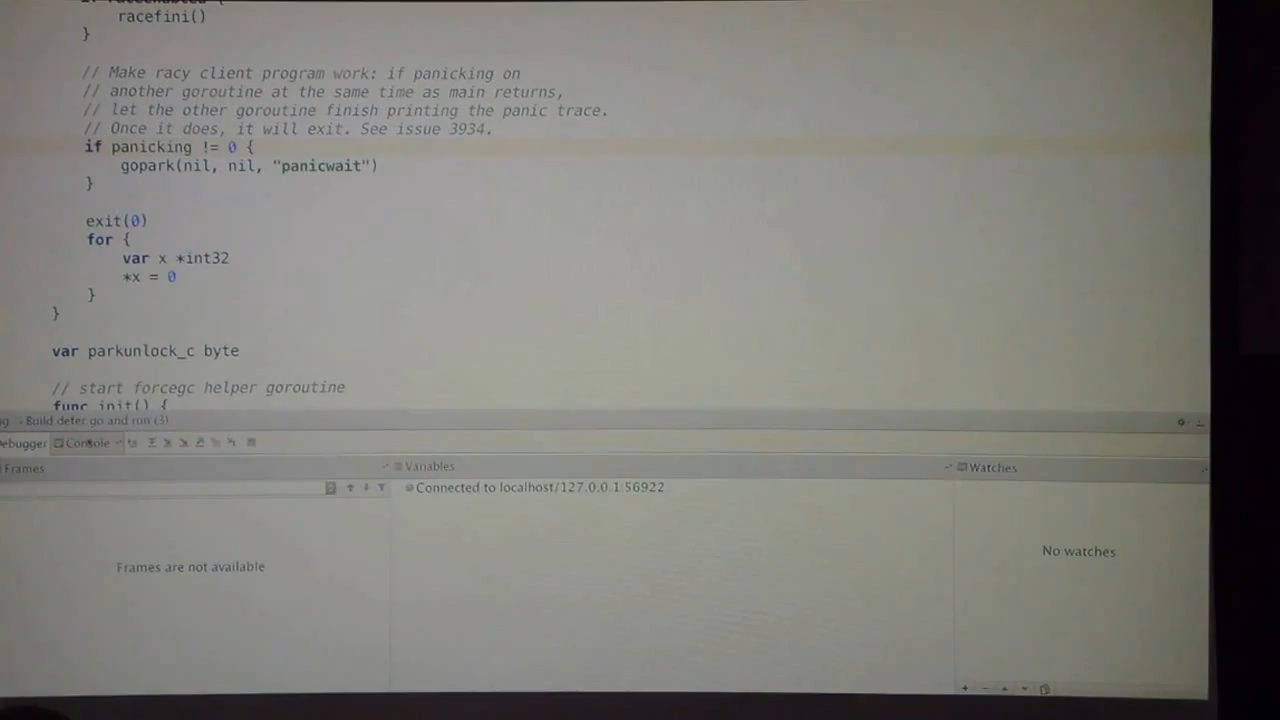 racefini()
}
// Make racy client program work: if panicking on
// another goroutine at the same time as main returns,
// let the other goroutine finish printing the panic trace.
// Once it does, it will exit. See issue 3934.
if panicking != 0 {
gopark(nil, nil, "panicwait")
}
exit(0)
for {
var x *int32
*x = 0
}
}
var parkunlock_c byte
// start forcegc helper goroutine
func init() {
Build defer.go and run (3)
Debugger Console
Frames Variables Watches
Connected to localhost/127.0.0.1:56922
Frames are not available
No watches